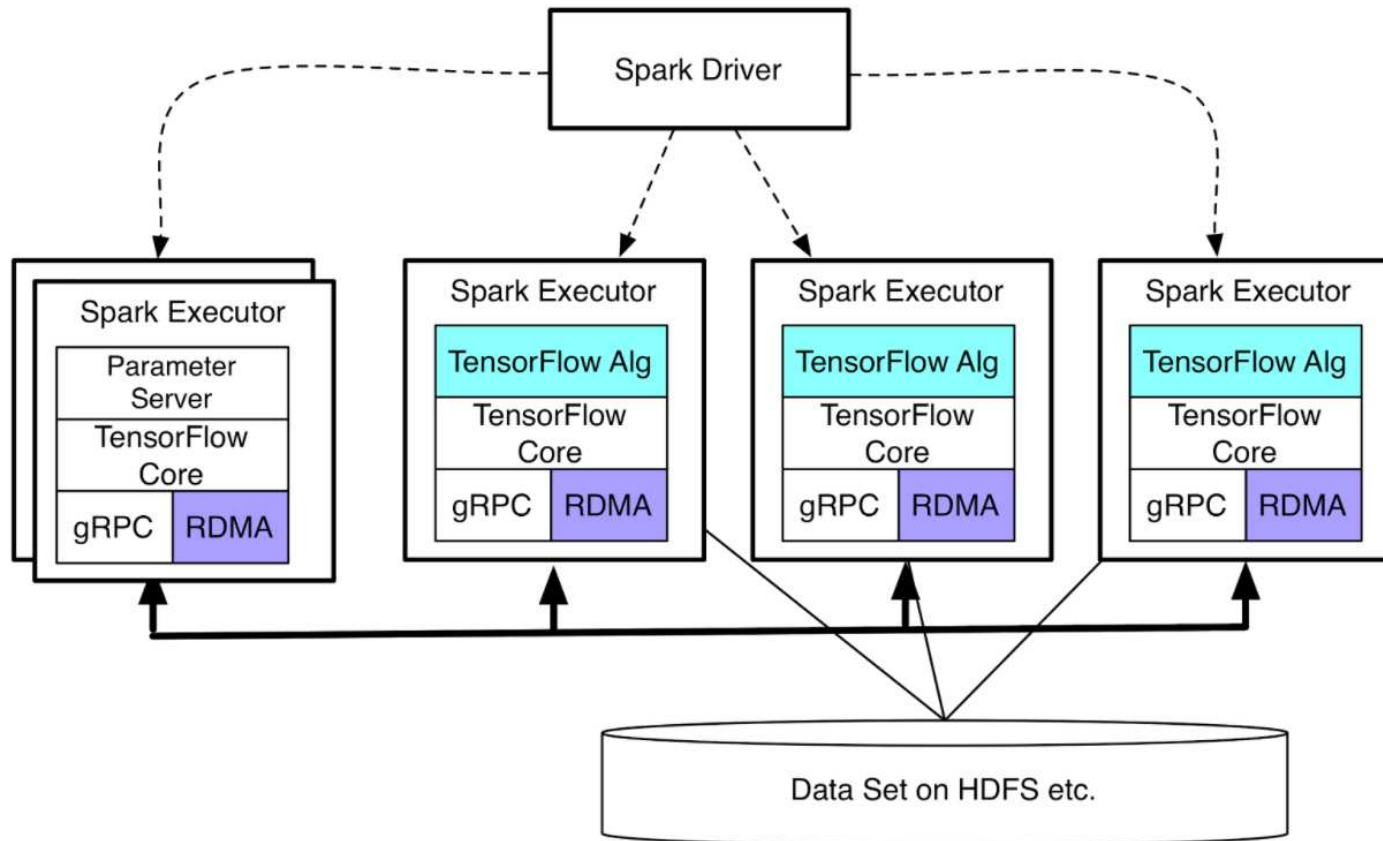 Spark Driver
Spark Executor
Parameter
Server
TensorFlow
Core
gRPC
RDMA
Spark Executor
TensorFlow Alg
TensorFlow
Core
gRPC
RDMA
Spark Executor
TensorFlow Alg
TensorFlow
Core
gRPC
RDMA
Spark Executor
TensorFlow Alg
TensorFlow
Core
gRPC
RDMA
Data Set on HDFS etc.